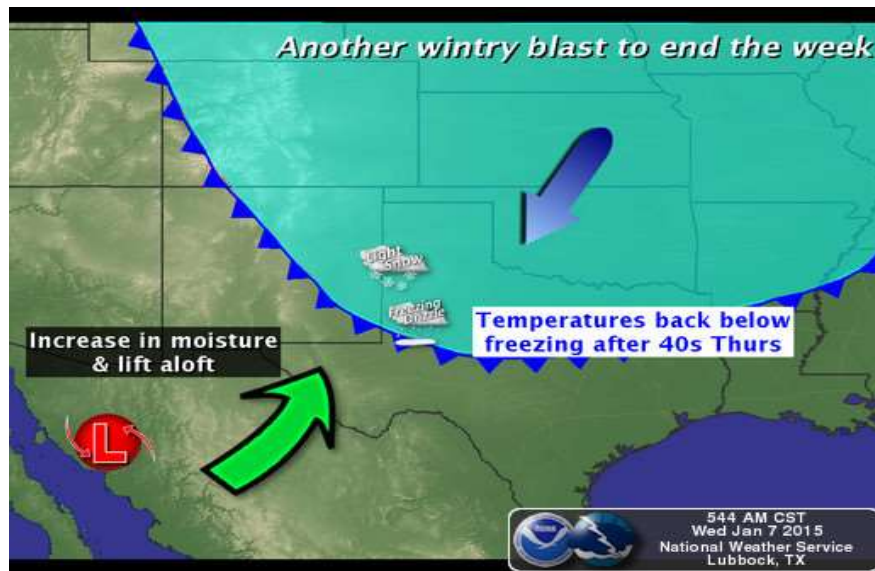 Another wintry blast to end the week
Light
Snow
Freezing
Drizzle
Temperatures back below
freezing after 40s Thurs
Increase in moisture
& lift aloft
L
544 AM CST
Wed Jan 7 2015
National Weather Service
Lubbock, TX